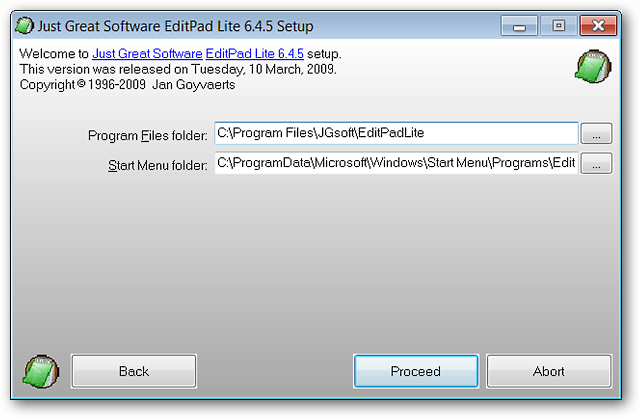 Just Great Software EditPad Lite 6.4.5 Setup
Welcome to Just Great Software EditPad Lite 6.4.5 setup.
This version was released on Tuesday, 10 March, 2009.
Copyright © 1996-2009 Jan Goyvaerts
Program Files folder: C:\Program Files\JGsoft\EditPadLite ...
Start Menu folder: C:\ProgramData\Microsoft\Windows\Start Menu\Programs\Edit ...
Back Proceed Abort